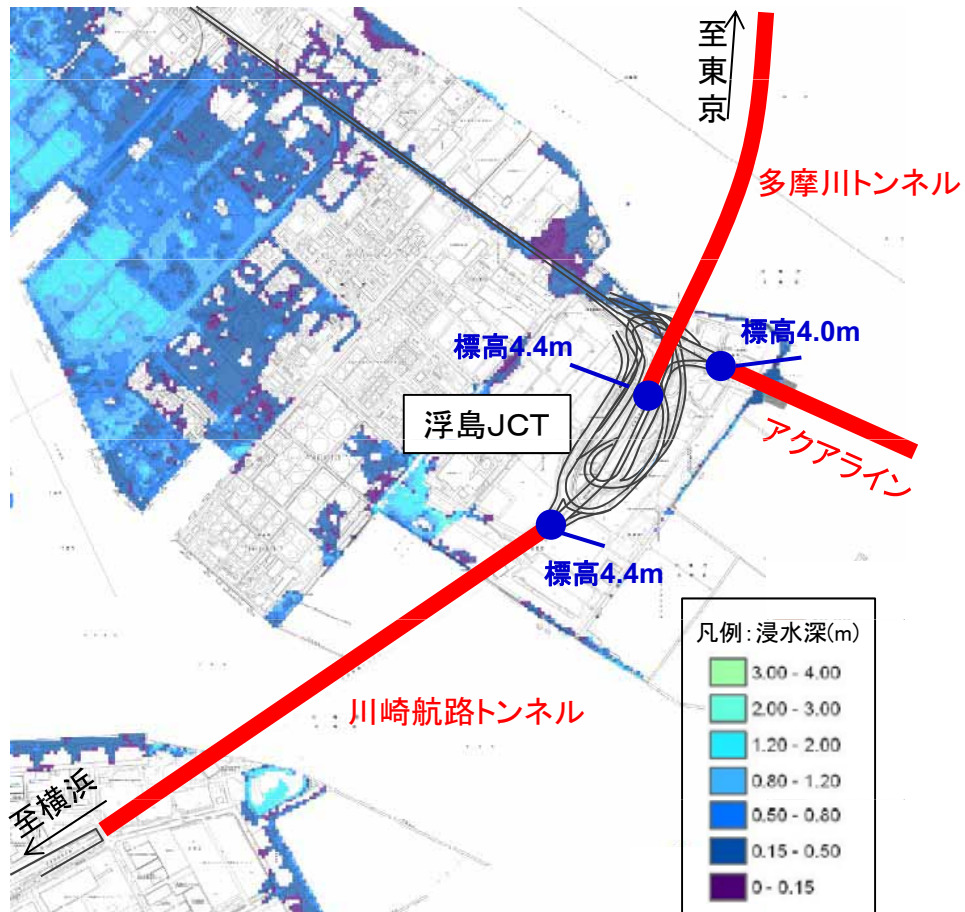 至東京
多摩川トンネル
標高4.4m
標高4.0m
浮島JCT
アクアライン
標高4.4m
川崎航路トンネル
至横浜
凡例:浸水深(m)
3.00 - 4.00
2.00 - 3.00
1.20 - 2.00
0.80 - 1.20
0.50 - 0.80
0.15 - 0.50
0 - 0.15